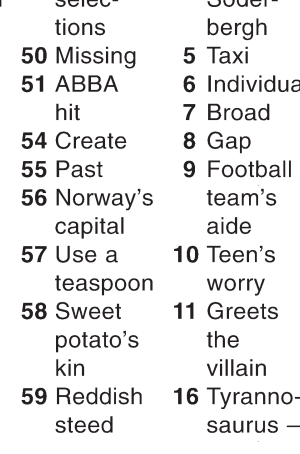 selec-
tions
50 Missing
51 ABBA
hit
54 Create
55 Past
56 Norway's
capital
57 Use a
teaspoon
58 Sweet
potato's
kin
59 Reddish
steed
Soder-
bergh
5 Taxi
6 Individua
7 Broad
8 Gap
9 Football
team's
aide
10 Teen's
worry
11 Greets
the
villain
16 Tyranno-
saurus —